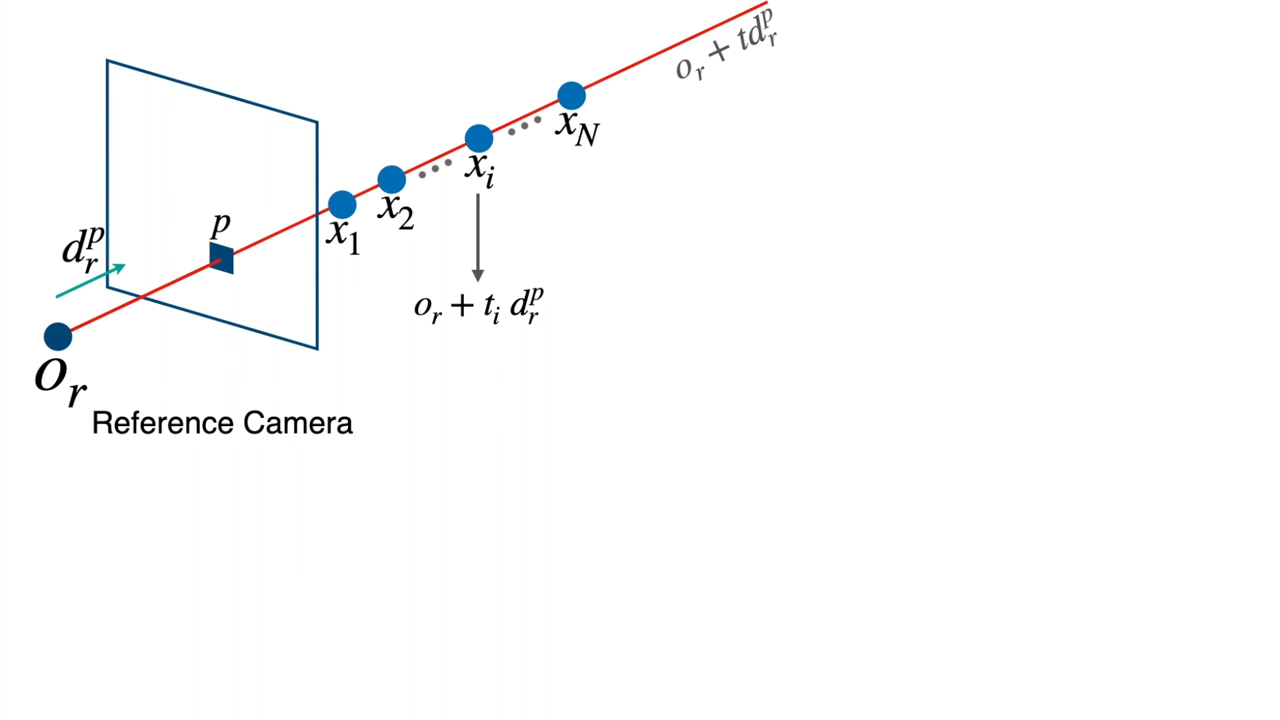 o_r + td_r^p
x_N
x_i
p
x_2
x_1
d_r^p
o_r + t_i d_r^p
o_r
Reference Camera